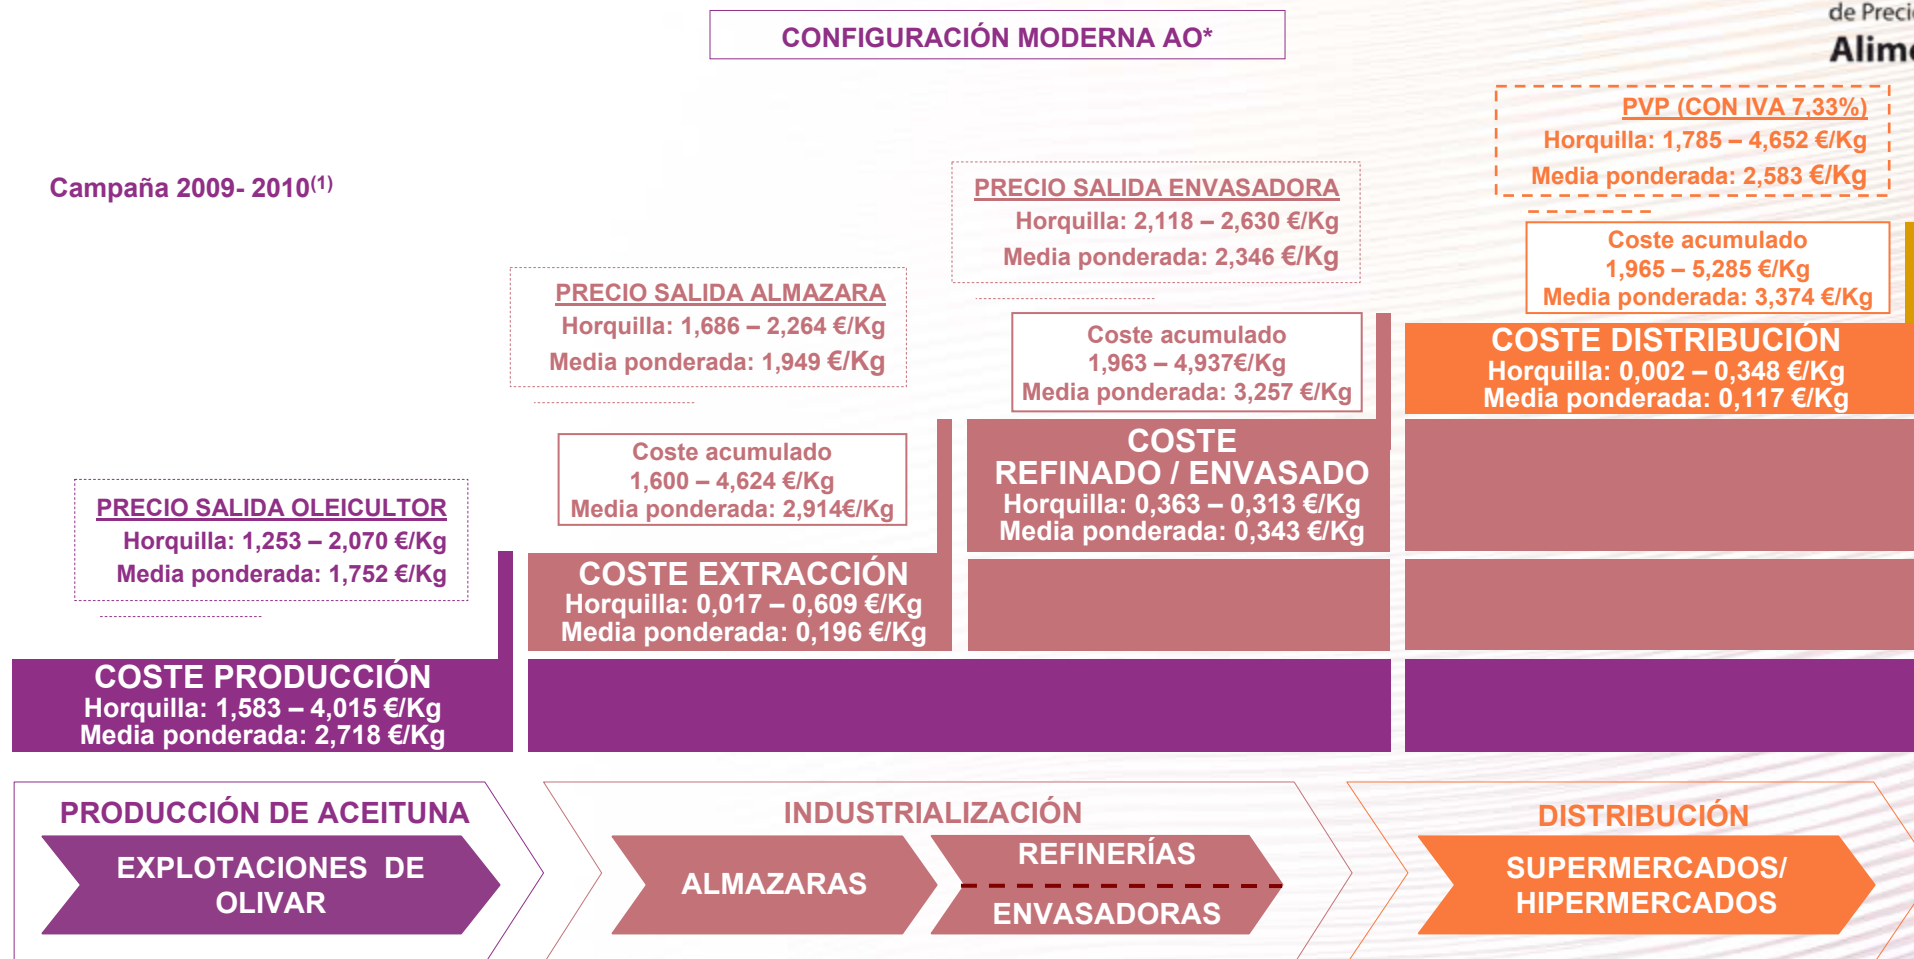 CONFIGURACIÓN MODERNA AO*
de Preci
Alim
Campaña 2009- 2010(1)
PVP (CON IVA 7,33%)
Horquilla: 1,785 – 4,652 €/Kg
Media ponderada: 2,583 €/Kg
PRECIO SALIDA ENVASADORA
Horquilla: 2,118 – 2,630 €/Kg
Media ponderada: 2,346 €/Kg
Coste acumulado
1,965 – 5,285 €/Kg
Media ponderada: 3,374 €/Kg
PRECIO SALIDA ALMAZARA
Horquilla: 1,686 – 2,264 €/Kg
Media ponderada: 1,949 €/Kg
Coste acumulado
1,963 – 4,937€/Kg
Media ponderada: 3,257 €/Kg
COSTE DISTRIBUCIÓN
Horquilla: 0,002 – 0,348 €/Kg
Media ponderada: 0,117 €/Kg
Coste acumulado
1,600 – 4,624 €/Kg
Media ponderada: 2,914€/Kg
COSTE
REFINADO / ENVASADO
Horquilla: 0,363 – 0,313 €/Kg
Media ponderada: 0,343 €/Kg
PRECIO SALIDA OLEICULTOR
Horquilla: 1,253 – 2,070 €/Kg
Media ponderada: 1,752 €/Kg
COSTE EXTRACCIÓN
Horquilla: 0,017 – 0,609 €/Kg
Media ponderada: 0,196 €/Kg
COSTE PRODUCCIÓN
Horquilla: 1,583 – 4,015 €/Kg
Media ponderada: 2,718 €/Kg
PRODUCCIÓN DE ACEITUNA
EXPLOTACIONES DE
OLIVAR
INDUSTRIALIZACIÓN
ALMAZARAS
REFINERÍAS
ENVASADORAS
DISTRIBUCIÓN
SUPERMERCADOS/
HIPERMERCADOS